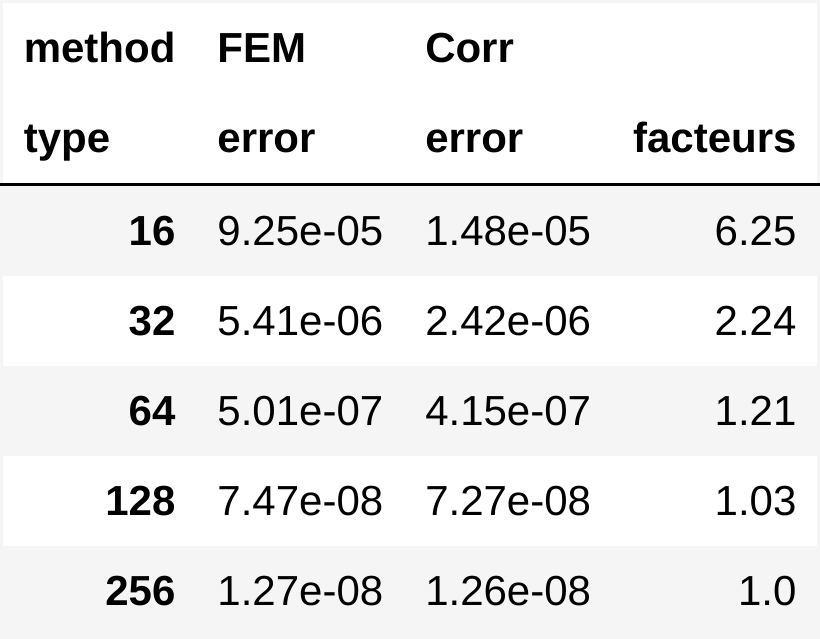 method FEM Corr
type error error facteurs
16 9.25e-05 1.48e-05 6.25
32 5.41e-06 2.42e-06 2.24
64 5.01e-07 4.15e-07 1.21
128 7.47e-08 7.27e-08 1.03
256 1.27e-08 1.26e-08 1.0